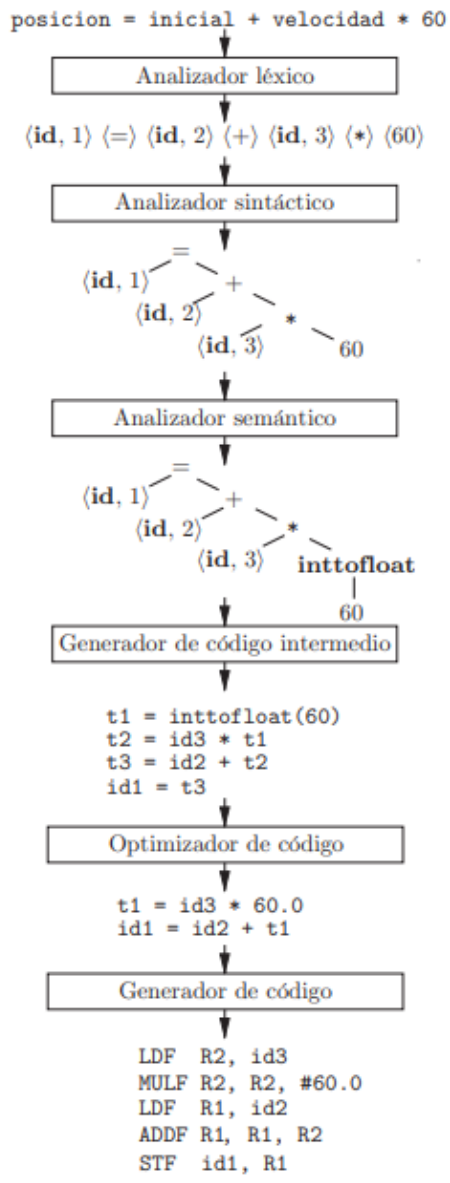 posicion = inicial + velocidad * 60
Analizador léxico
⟨id, 1⟩ ⟨=⟩ ⟨id, 2⟩ ⟨+⟩ ⟨id, 3⟩ ⟨*⟩ ⟨60⟩
Analizador sintáctico
=
⟨id, 1⟩ +
⟨id, 2⟩ *
⟨id, 3⟩ 60
Analizador semántico
=
⟨id, 1⟩ +
⟨id, 2⟩ *
⟨id, 3⟩ inttofloat
60
Generador de código intermedio
t1 = inttofloat(60)
t2 = id3 * t1
t3 = id2 + t2
id1 = t3
Optimizador de código
t1 = id3 * 60.0
id1 = id2 + t1
Generador de código
LDF R2, id3
MULF R2, R2, #60.0
LDF R1, id2
ADDF R1, R1, R2
STF id1, R1